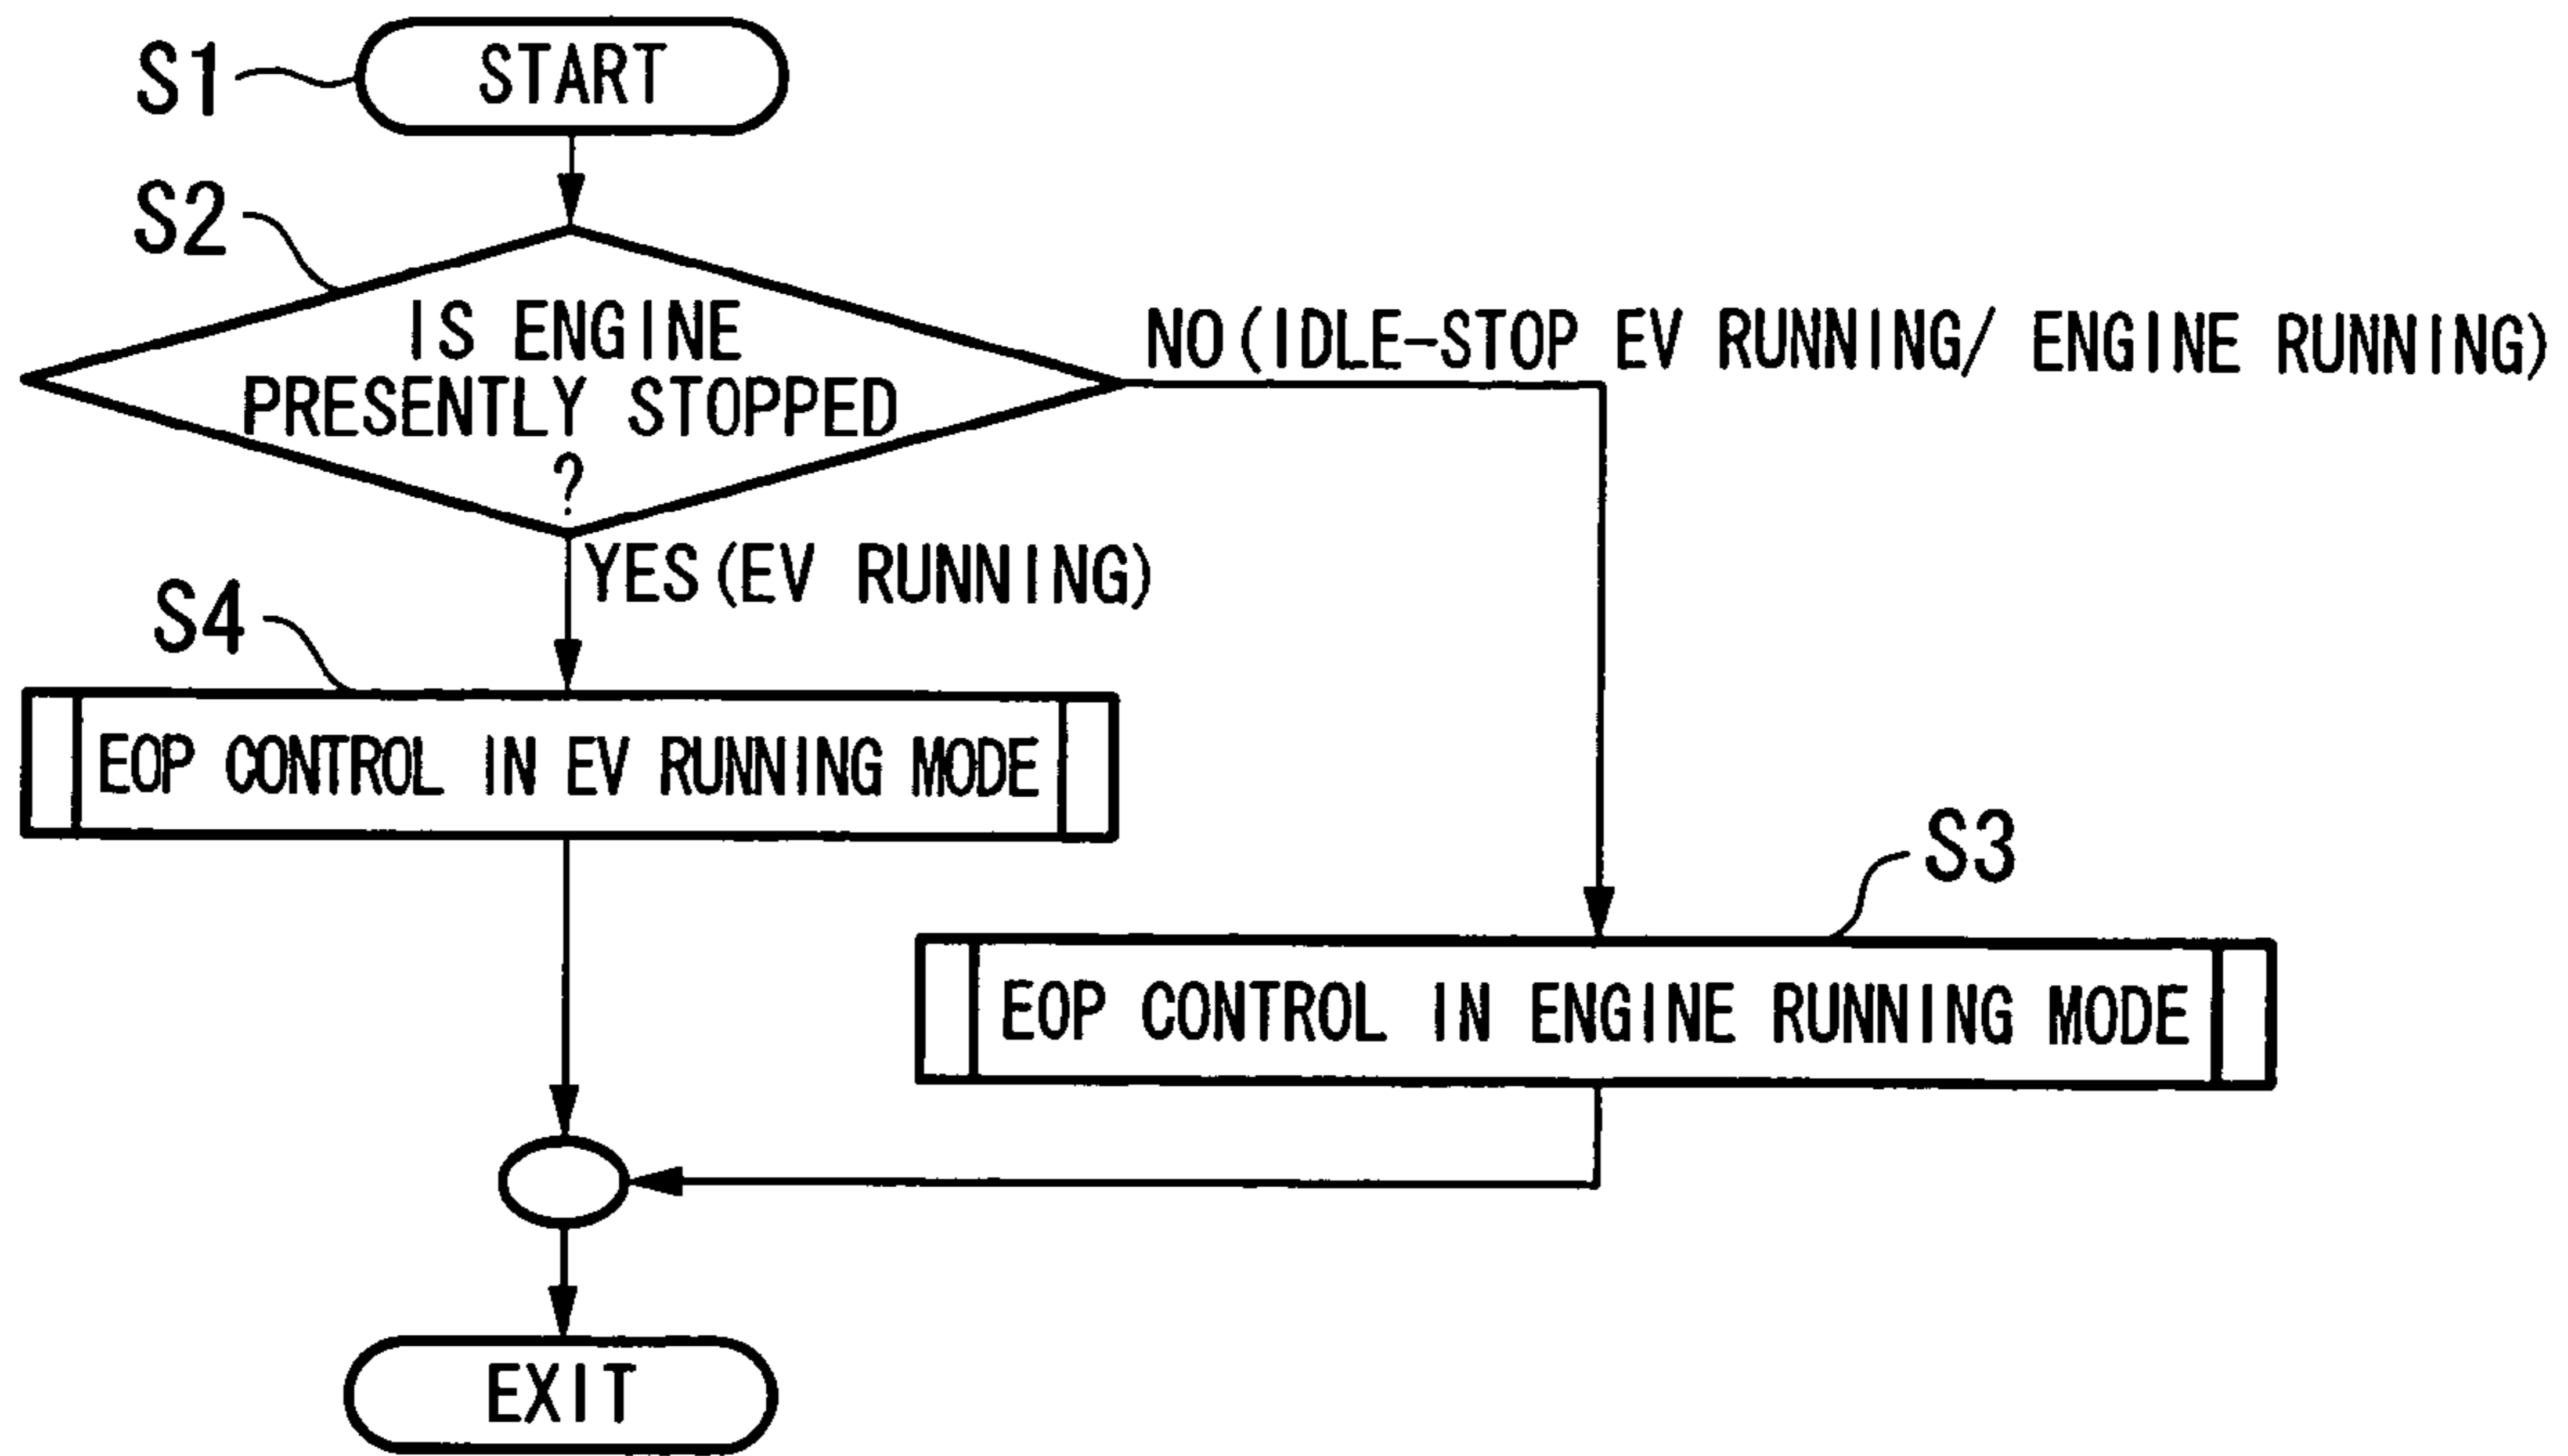 S1
START
S2
IS ENGINE
PRESENTLY STOPPED
?
NO(IDLE-STOP EV RUNNING/ ENGINE RUNNING)
YES(EV RUNNING)
S4
EOP CONTROL IN EV RUNNING MODE
S3
EOP CONTROL IN ENGINE RUNNING MODE
EXIT